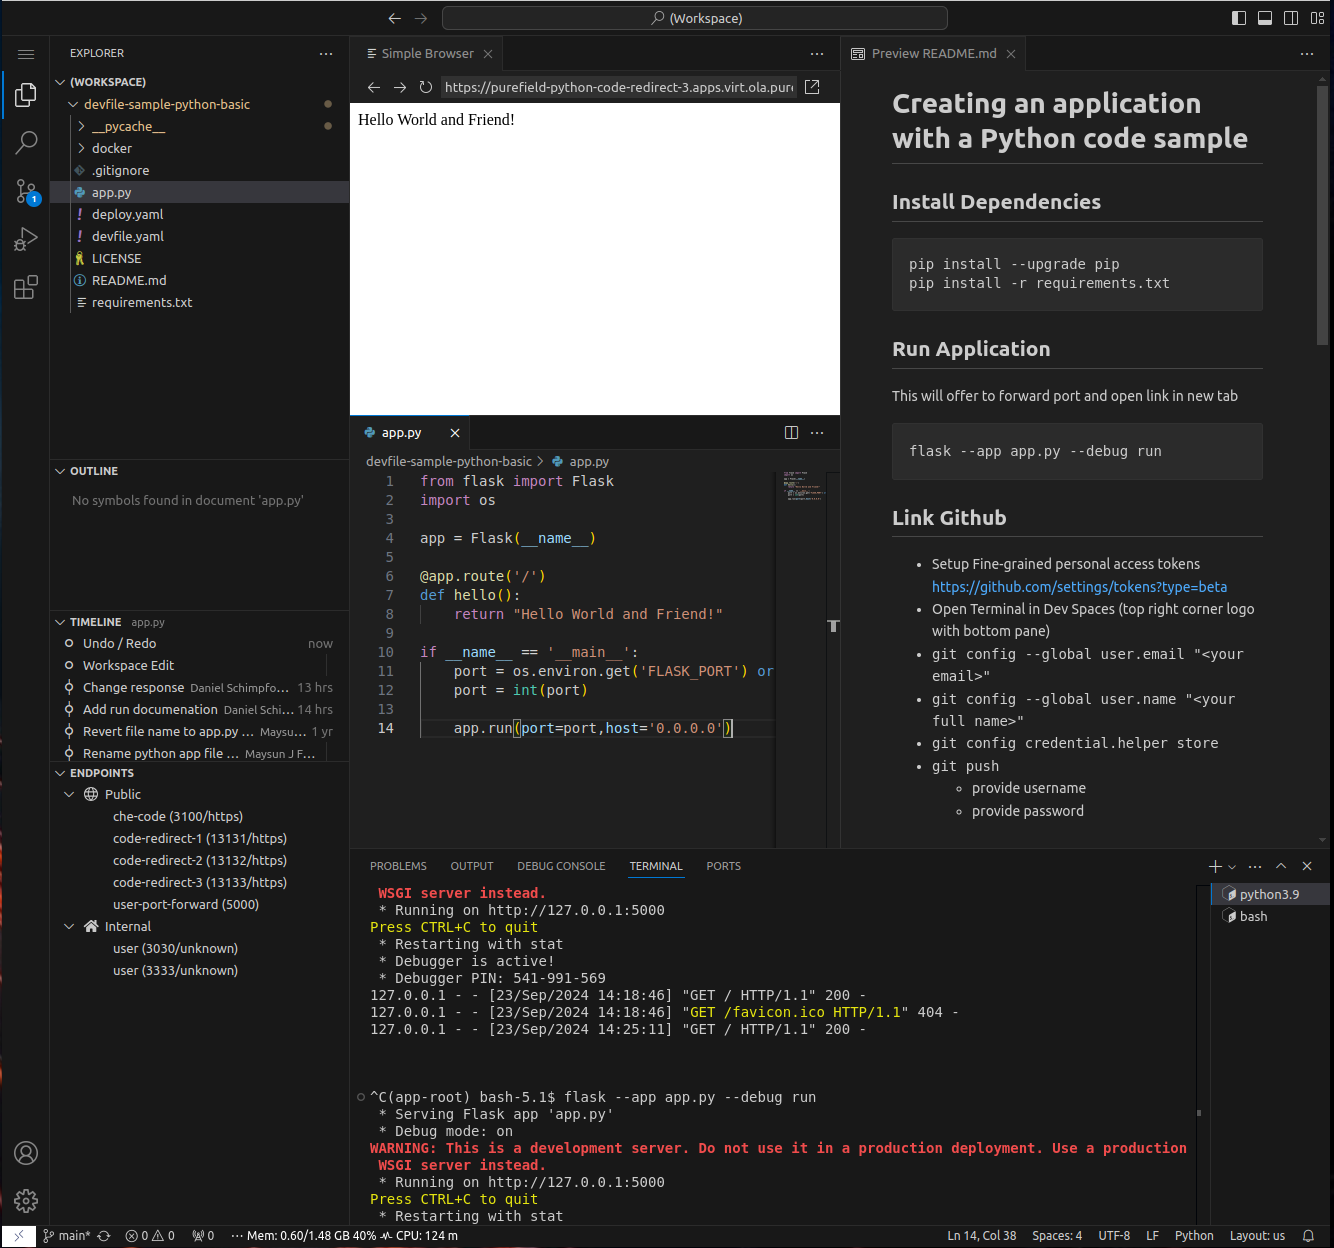 (Workspace)
EXPLORER
(WORKSPACE)
devfile-sample-python-basic
__pycache__
docker
.gitignore
app.py
deploy.yaml
devfile.yaml
LICENSE
README.md
requirements.txt
OUTLINE
No symbols found in document 'app.py'
TIMELINE app.py
Undo / Redo now
Workspace Edit
Change response Daniel Schimpfo... 13 hrs
Add run documenation Daniel Schi... 14 hrs
Revert file name to app.py ... Maysu... 1 yr
Rename python app file ... Maysun J F...
ENDPOINTS
Public
che-code (3100/https)
code-redirect-1 (13131/https)
code-redirect-2 (13132/https)
code-redirect-3 (13133/https)
user-port-forward (5000)
Internal
user (3030/unknown)
user (3333/unknown)
1
Simple Browser
https://purefield-python-code-redirect-3.apps.virt.ola.pure
Hello World and Friend!
app.py
devfile-sample-python-basic > app.py
1 from flask import Flask
2 import os
3
4 app = Flask(__name__)
5
6 @app.route('/')
7 def hello():
8 return "Hello World and Friend!"
9
10 if __name__ == '__main__':
11 port = os.environ.get('FLASK_PORT') or
12 port = int(port)
13
14 app.run(port=port,host='0.0.0.0')
Preview README.md
Creating an application
with a Python code sample
Install Dependencies
pip install --upgrade pip
pip install -r requirements.txt
Run Application
This will offer to forward port and open link in new tab
flask --app app.py --debug run
Link Github
• Setup Fine-grained personal access tokens
https://github.com/settings/tokens?type=beta
• Open Terminal in Dev Spaces (top right corner logo
with bottom pane)
• git config --global user.email "<your
email>"
• git config --global user.name "<your
full name>"
• git config credential.helper store
• git push
◦ provide username
◦ provide password
PROBLEMS OUTPUT DEBUG CONSOLE TERMINAL PORTS
WSGI server instead.
* Running on http://127.0.0.1:5000
Press CTRL+C to quit
* Restarting with stat
* Debugger is active!
* Debugger PIN: 541-991-569
127.0.0.1 - - [23/Sep/2024 14:18:46] "GET / HTTP/1.1" 200 -
127.0.0.1 - - [23/Sep/2024 14:18:46] "GET /favicon.ico HTTP/1.1" 404 -
127.0.0.1 - - [23/Sep/2024 14:25:11] "GET / HTTP/1.1" 200 -
^C(app-root) bash-5.1$ flask --app app.py --debug run
* Serving Flask app 'app.py'
* Debug mode: on
WARNING: This is a development server. Do not use it in a production deployment. Use a production
WSGI server instead.
* Running on http://127.0.0.1:5000
Press CTRL+C to quit
* Restarting with stat
python3.9
bash
main* 0 0 0 Mem: 0.60/1.48 GB 40% CPU: 124 m Ln 14, Col 38 Spaces: 4 UTF-8 LF Python Layout: us